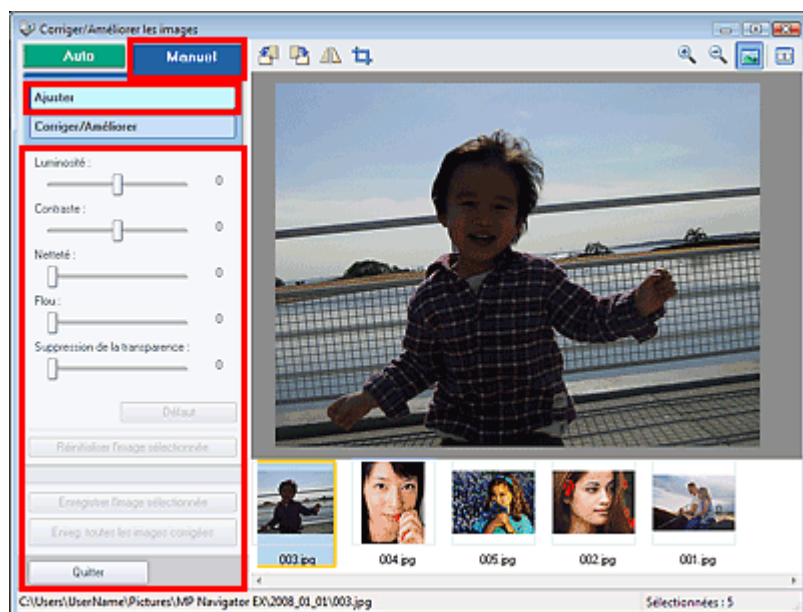 Corriger/Améliorer les images
Auto
Manuel
Ajuster
Corriger/Améliorer
Luminosité :
0
Contraste :
0
Netteté :
0
Flou :
0
Suppression de la transparence :
0
Défaut
Réinitialiser l'image sélectionnée
Enregistrer l'image sélectionnée
Enreg. toutes les images corrigées
Quitter
003.jpg
004.jpg
005.jpg
002.jpg
001.jpg
C:\Users\UserName\Pictures\MP Navigator EX\2008_01_01\003.jpg
Sélectionnées : 5